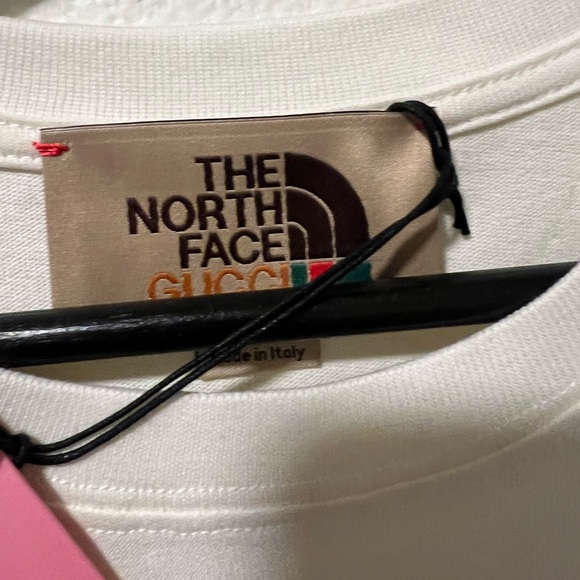 THE
NORTH
FACE
GUCCI
Made in Italy